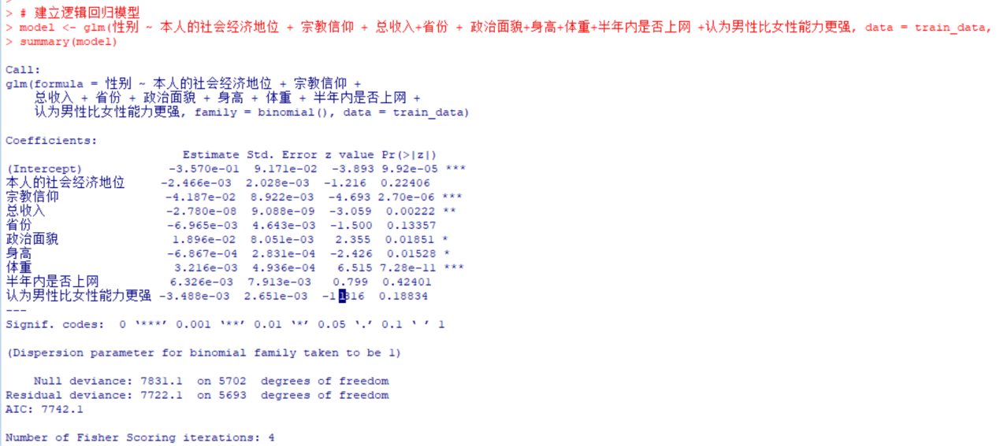 >
> # 建立逻辑回归模型
> model <- glm(性别 ~ 本人的社会经济地位 + 宗教信仰 + 总收入+省份 + 政治面貌+身高+体重+半年内是否上网 +认为男性比女性能力更强, data = train_data,
> summary(model)
Call:
glm(formula = 性别 ~ 本人的社会经济地位 + 宗教信仰 +
总收入 + 省份 + 政治面貌 + 身高 + 体重 + 半年内是否上网 +
认为男性比女性能力更强, family = binomial(), data = train_data)
Coefficients:
Estimate Std. Error z value Pr(>|z|)
(Intercept) -3.570e-01 9.171e-02 -3.893 9.92e-05 ***
本人的社会经济地位 -2.466e-03 2.028e-03 -1.216 0.22406
宗教信仰 -4.187e-02 8.922e-03 -4.693 2.70e-06 ***
总收入 -2.780e-08 9.088e-09 -3.059 0.00222 **
省份 -6.965e-03 4.643e-03 -1.500 0.13357
政治面貌 1.896e-02 8.051e-03 2.355 0.01851 *
身高 -6.867e-04 2.831e-04 -2.426 0.01528 *
体重 3.216e-03 4.936e-04 6.515 7.28e-11 ***
半年内是否上网 6.326e-03 7.913e-03 0.799 0.42401
认为男性比女性能力更强 -3.488e-03 2.651e-03 0.18834
---
Signif. codes: 0 ‘***’ 0.001 ‘**’ 0.01 ‘*’ 0.05 ‘.’ 0.1 ‘ ’ 1
(Dispersion parameter for binomial family taken to be 1)
Null deviance: 7831.1 on 5702 degrees of freedom
Residual deviance: 7722.1 on 5693 degrees of freedom
AIC: 7742.1
Number of Fisher Scoring iterations: 4